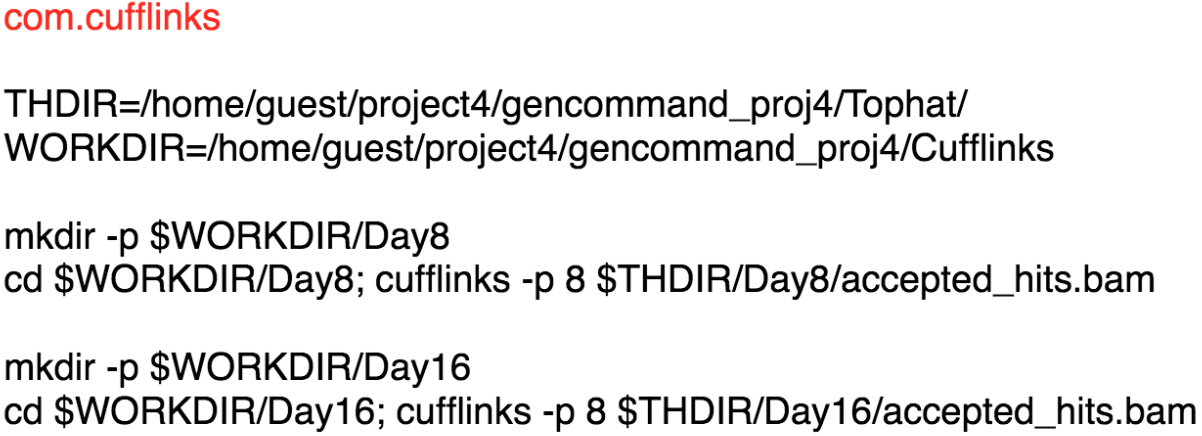 com.cufflinks
THDIR=/home/guest/project4/gencommand_proj4/Tophat/
WORKDIR=/home/guest/project4/gencommand_proj4/Cufflinks
mkdir -p $WORKDIR/Day8
cd $WORKDIR/Day8; cufflinks -p 8 $THDIR/Day8/accepted_hits.bam
mkdir -p $WORKDIR/Day16
cd $WORKDIR/Day16; cufflinks -p 8 $THDIR/Day16/accepted_hits.bam